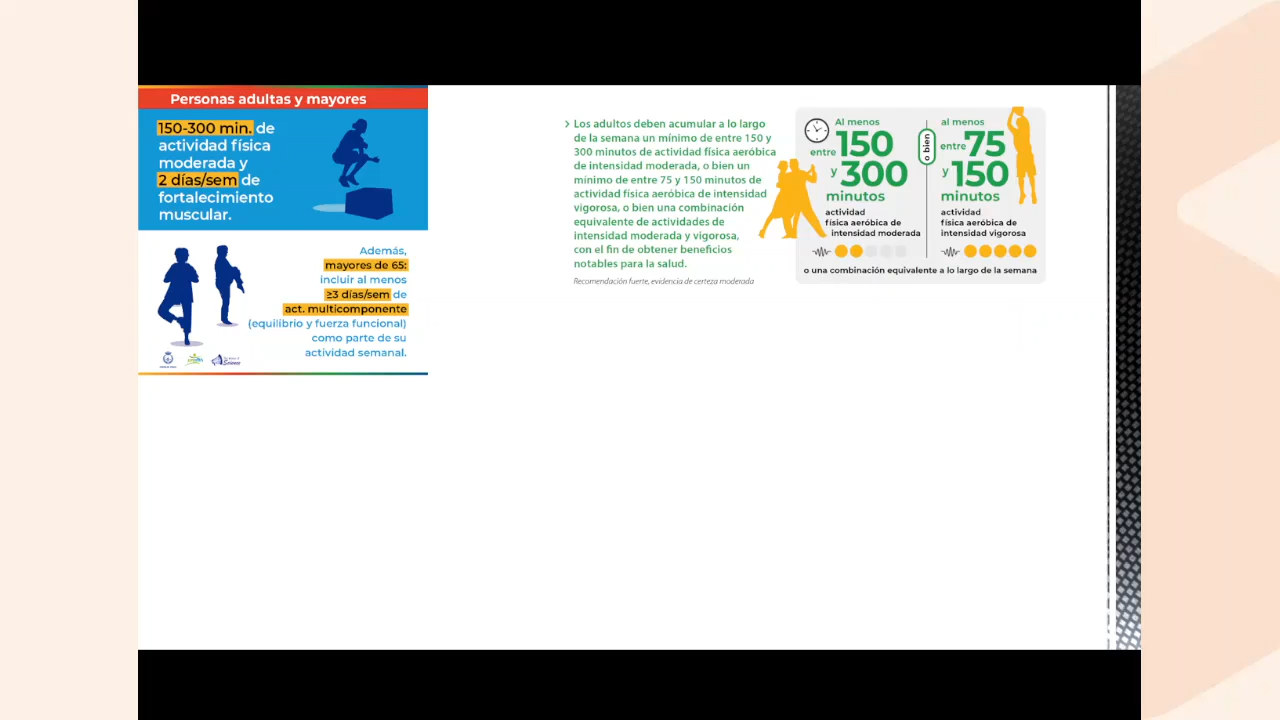 Personas adultas y mayores
150-300 min. de
actividad física
moderada y
2 días/sem de
fortalecimiento
muscular.
Además,
mayores de 65:
incluir al menos
≥3 días/sem de
act. multicomponente
(equilibrio y fuerza funcional)
como parte de su
actividad semanal.
> Los adultos deben acumular a lo largo
de la semana un mínimo de entre 150 y
300 minutos de actividad física aeróbica
de intensidad moderada, o bien un
mínimo de entre 75 y 150 minutos de
actividad física aeróbica de intensidad
vigorosa, o bien una combinación
equivalente de actividades de
intensidad moderada y vigorosa,
con el fin de obtener beneficios
notables para la salud.
Recomendación fuerte, evidencia de certeza moderada
Al menos
entre 150
y 300
minutos
actividad
física aeróbica de
intensidad moderada
o bien
al menos
entre 75
y 150
minutos
actividad
física aeróbica de
intensidad vigorosa
o una combinación equivalente a lo largo de la semana